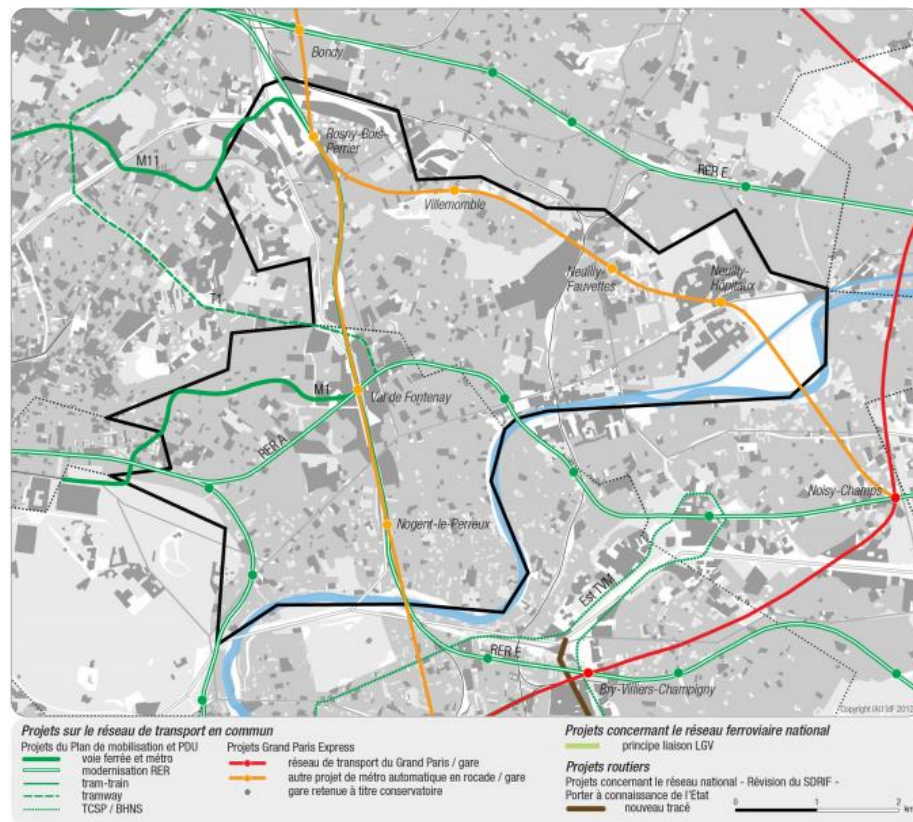 Bondy
Rosny-Bois-
Perrier
M11
RER E
Villemomble
Neuilly-
Fauvettes
Neuilly-
Hôpitaux
T1
M1
Val de Fontenay
RER A
Noisy-Champs
Nogent-le-Perreux
Est TVM
RER E
Bry-Villiers-Champigny
Copyright IAU IdF 2012
Projets sur le réseau de transport en commun
Projets du Plan de mobilisation et PDU
voie ferrée et métro
modernisation RER
tram-train
tramway
TCSP / BHNS
Projets Grand Paris Express
réseau de transport du Grand Paris / gare
autre projet de métro automatique en rocade / gare
gare retenue à titre conservatoire
Projets concernant le réseau ferroviaire national
principe liaison LGV
Projets routiers
Projets concernant le réseau national - Révision du SDRIF -
Porter à connaissance de l'Etat
nouveau tracé
0 1 2
km